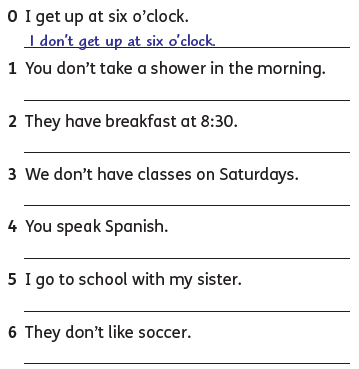 0 I get up at six o’clock.
I don’t get up at six o’clock.
1 You don’t take a shower in the morning.
2 They have breakfast at 8:30.
3 We don’t have classes on Saturdays.
4 You speak Spanish.
5 I go to school with my sister.
6 They don’t like soccer.